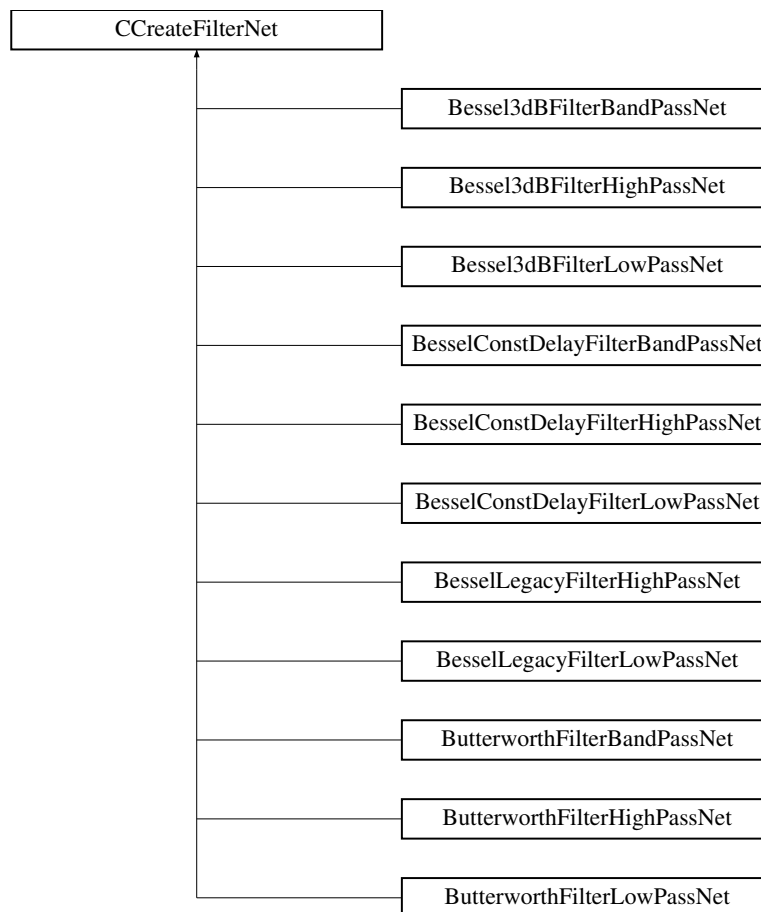 CCreateFilterNet
Bessel3dBFilterBandPassNet
Bessel3dBFilterHighPassNet
Bessel3dBFilterLowPassNet
BesselConstDelayFilterBandPassNet
BesselConstDelayFilterHighPassNet
BesselConstDelayFilterLowPassNet
BesselLegacyFilterHighPassNet
BesselLegacyFilterLowPassNet
ButterworthFilterBandPassNet
ButterworthFilterHighPassNet
ButterworthFilterLowPassNet